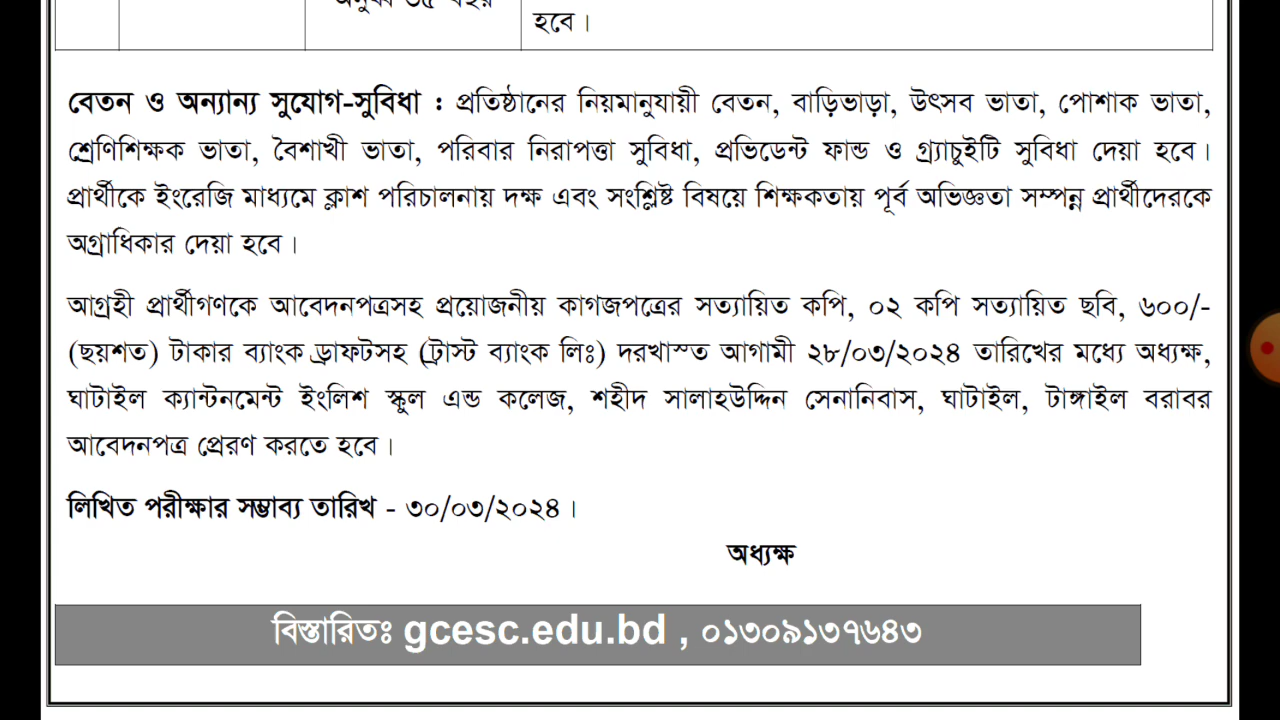 অনুর্ধ্ব ৩৫ বছর
হবে।
বেতন ও অন্যান্য সুযোগ-সুবিধা : প্রতিষ্ঠানের নিয়মানুযায়ী বেতন, বাড়িভাড়া, উৎসব ভাতা, পোশাক ভাতা,
শ্রেণিশিক্ষক ভাতা, বৈশাখী ভাতা, পরিবার নিরাপত্তা সুবিধা, প্রভিডেন্ট ফান্ড ও গ্র্যাচুইটি সুবিধা দেয়া হবে।
প্রার্থীকে ইংরেজি মাধ্যমে ক্লাশ পরিচালনায় দক্ষ এবং সংশ্লিষ্ট বিষয়ে শিক্ষকতায় পূর্ব অভিজ্ঞতা সম্পন্ন প্রার্থীদেরকে
অগ্রাধিকার দেয়া হবে।
আগ্রহী প্রার্থীগণকে আবেদনপত্রসহ প্রয়োজনীয় কাগজপত্রের সত্যায়িত কপি, ০২ কপি সত্যায়িত ছবি, ৬০০/-
(ছয়শত) টাকার ব্যাংক ড্রাফটসহ (ট্রাস্ট ব্যাংক লিঃ) দরখাস্ত আগামী ২৮/০৩/২০২৪ তারিখের মধ্যে অধ্যক্ষ,
ঘাটাইল ক্যান্টনমেন্ট ইংলিশ স্কুল এন্ড কলেজ, শহীদ সালাহউদ্দিন সেনানিবাস, ঘাটাইল, টাঙ্গাইল বরাবর
আবেদনপত্র প্রেরণ করতে হবে।
লিখিত পরীক্ষার সম্ভাব্য তারিখ - ৩০/০৩/২০২৪।
অধ্যক্ষ
বিস্তারিতঃ gcesc.edu.bd , ০১৩০৯১৩৭৬৪৩